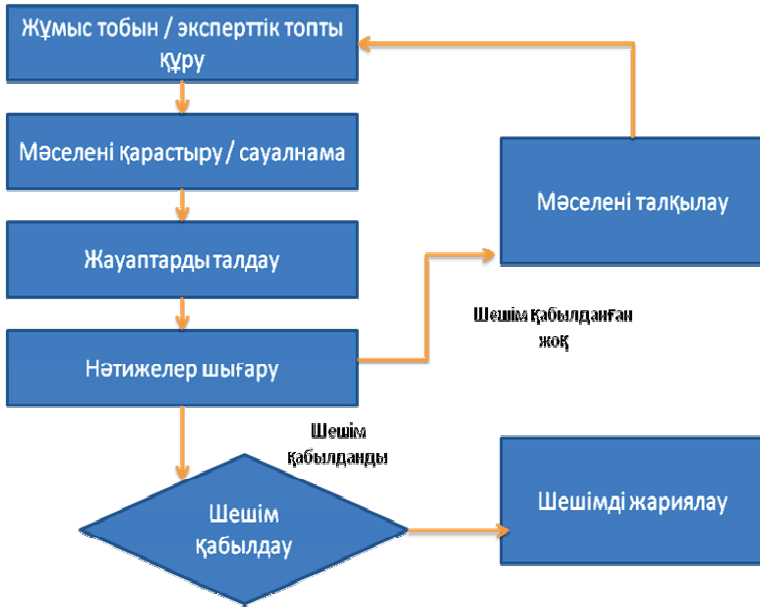 Жұмыс тобын / эксперттік топты
құру
Мәселені қарастыру / сауалнама
Мәселені талқылау
Жауаптарды талдау
Шешім қабылданған
жоқ
Нәтижелер шығару
Шешім
қабылданды
Шешім
қабылдау
Шешімді жариялау